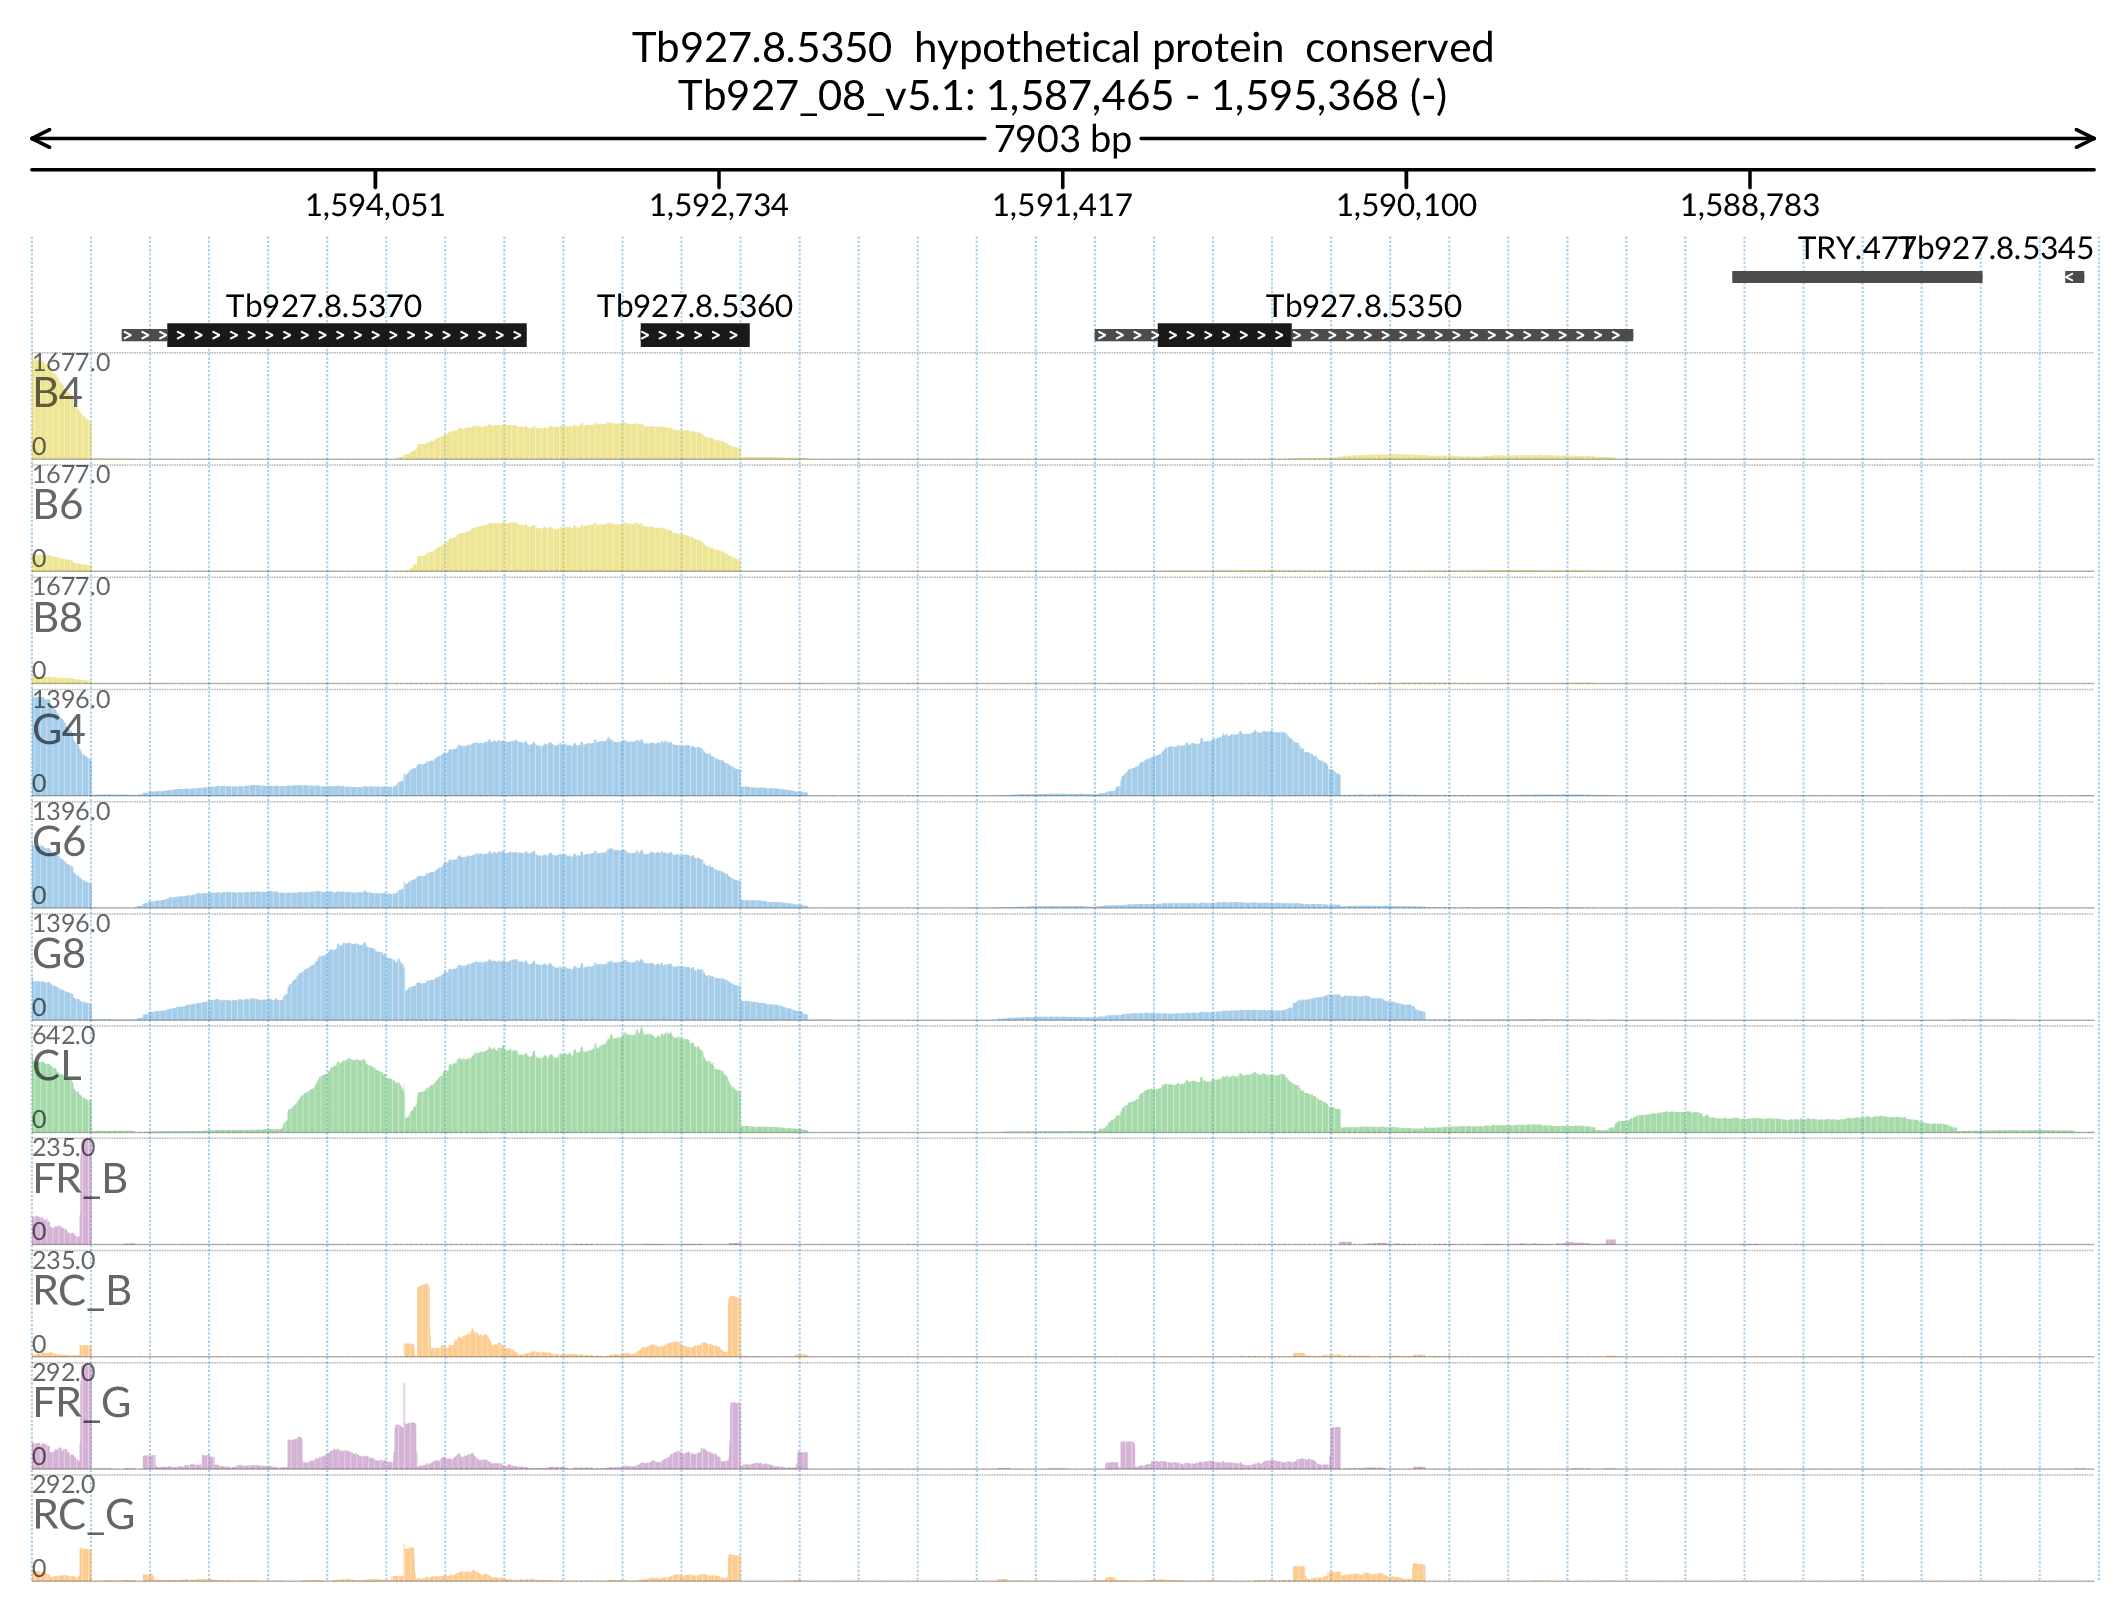 Tb927.8.5350 hypothetical protein conserved
Tb927_08_v5.1: 1,587,465 - 1,595,368 (-)
7903 bp
1,594,051 1,592,734 1,591,417 1,590,100 1,588,783
TRY.477 Tb927.8.5345
Tb927.8.5370 Tb927.8.5360 Tb927.8.5350
1677.0
B4
0
1677.0
B6
0
1677.0
B8
0
1396.0
G4
0
1396.0
G6
0
1396.0
G8
0
642.0
CL
0
235.0
FR_B
0
235.0
RC_B
0
292.0
FR_G
0
292.0
RC_G
0